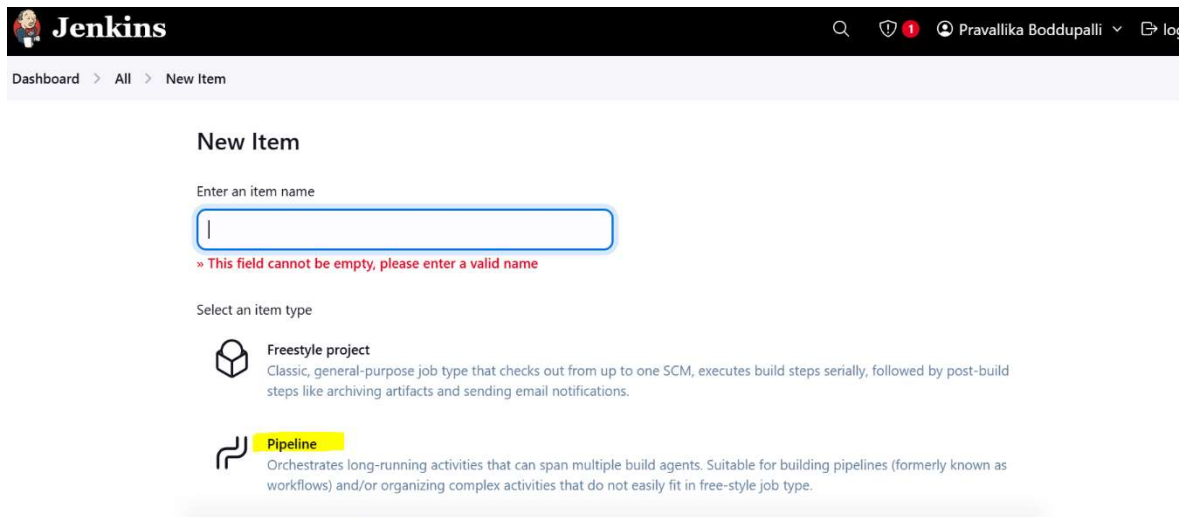 Jenkins
1
Pravallika Boddupalli
Dashboard > All > New Item
New Item
Enter an item name
» This field cannot be empty, please enter a valid name
Select an item type
Freestyle project
Classic, general-purpose job type that checks out from up to one SCM, executes build steps serially, followed by post-build
steps like archiving artifacts and sending email notifications.
Pipeline
Orchestrates long-running activities that can span multiple build agents. Suitable for building pipelines (formerly known as
workflows) and/or organizing complex activities that do not easily fit in free-style job type.